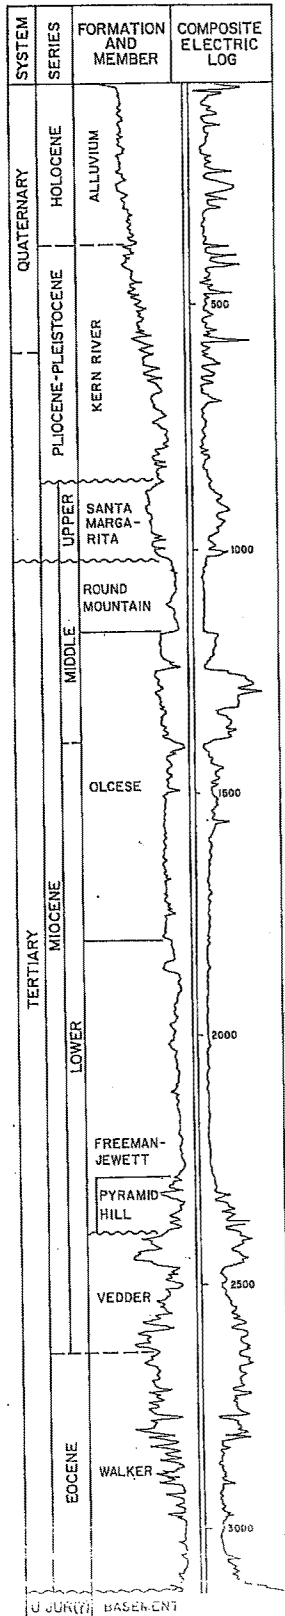 SYSTEM
SERIES
FORMATION
AND
MEMBER
COMPOSITE
ELECTRIC
LOG
QUATERNARY
HOLOCENE
ALLUVIUM
PLIOCENE-PLEISTOCENE
KERN RIVER
500
UPPER
SANTA
MARGA-
RITA
1000
TERTIARY
MIOCENE
MIDDLE
ROUND
MOUNTAIN
OLCESE
1500
LOWER
2000
FREEMAN-
JEWETT
PYRAMID
HILL
VEDDER
2500
EOCENE
WALKER
3000
U JUR(?)
BASEMENT